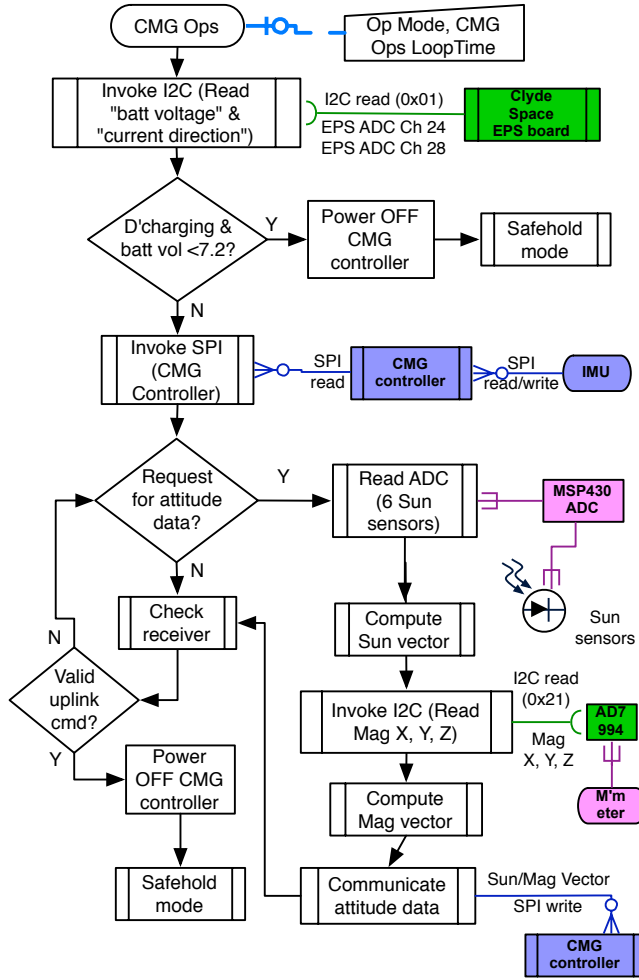 CMG Ops
Op Mode, CMG
Ops LoopTime
Invoke I2C (Read
"batt voltage" &
"current direction")
I2C read (0x01)
EPS ADC Ch 24
EPS ADC Ch 28
Clyde
Space
EPS board
D'charging &
batt vol <7.2?
Y
Power OFF
CMG
controller
Safehold
mode
N
Invoke SPI
(CMG
Controller)
SPI
read
CMG
controller
SPI
read/write
IMU
Request
for attitude
data?
Y
Read ADC
(6 Sun
sensors)
MSP430
ADC
N
Check
receiver
Compute
Sun vector
Sun
sensors
N
Valid
uplink
cmd?
Invoke I2C (Read
Mag X, Y, Z)
I2C read
(0x21)
Mag
X, Y, Z
AD7
994
Y
Power
OFF CMG
controller
Compute
Mag vector
M'm
eter
Safehold
mode
Communicate
attitude data
Sun/Mag Vector
SPI write
CMG
controller